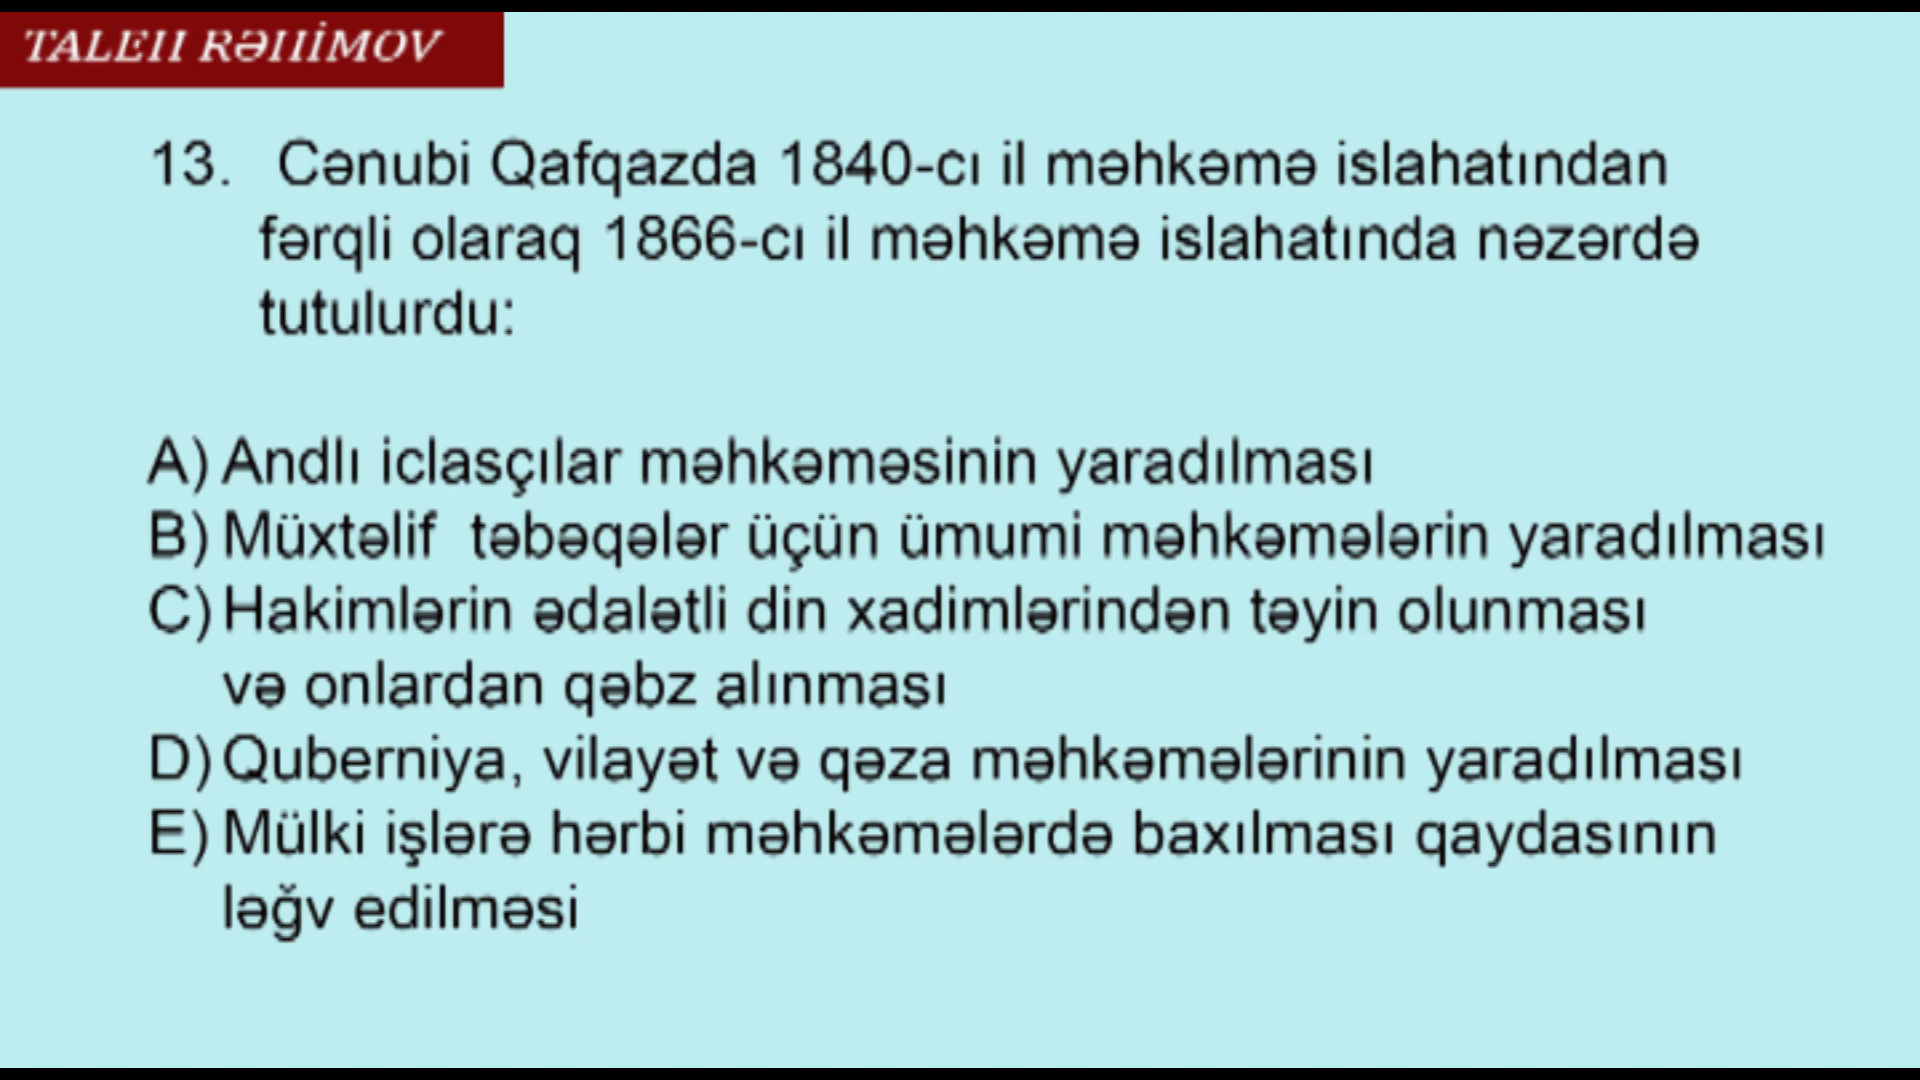 TALEH RƏHİMOV
13. Cənubi Qafqazda 1840-cı il məhkəmə islahatından
fərqli olaraq 1866-cı il məhkəmə islahatında nəzərdə
tutulurdu:
A) Andlı iclasçılar məhkəməsinin yaradılması
B) Müxtəlif təbəqələr üçün ümumi məhkəmələrin yaradılması
C) Hakimlərin ədalətli din xadimlərindən təyin olunması
və onlardan qəbz alınması
D) Quberniya, vilayət və qəza məhkəmələrinin yaradılması
E) Mülki işlərə hərbi məhkəmələrdə baxılması qaydasının
ləğv edilməsi